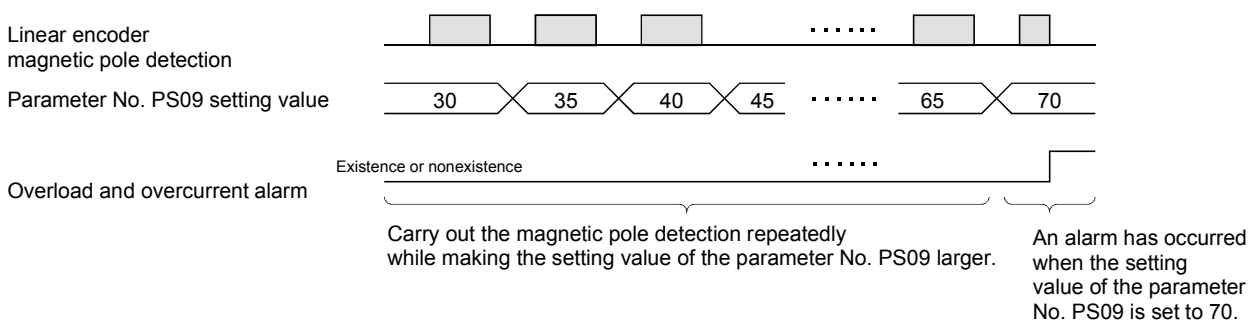 Linear encoder
magnetic pole detection
......
Parameter No. PS09 setting value
30 35 40 45 ...... 65 70
Existence or nonexistence
......
Overload and overcurrent alarm
Carry out the magnetic pole detection repeatedly
while making the setting value of the parameter No. PS09 larger.
An alarm has occurred
when the setting
value of the parameter
No. PS09 is set to 70.